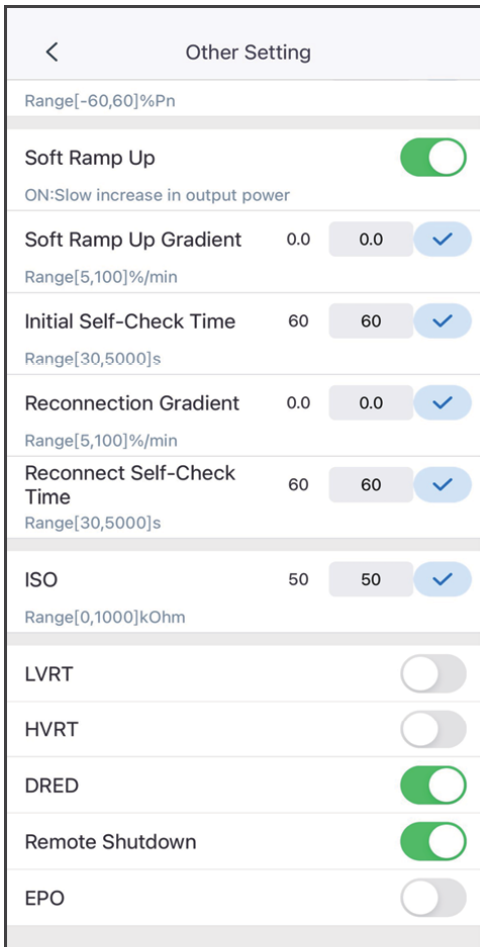 Other Setting
Range[-60,60]%Pn
Soft Ramp Up
ON:Slow increase in output power
Soft Ramp Up Gradient 0.0 0.0
Range[5,100]%/min
Initial Self-Check Time 60 60
Range[30,5000]s
Reconnection Gradient 0.0 0.0
Range[5,100]%/min
Reconnect Self-Check
Time 60 60
Range[30,5000]s
ISO 50 50
Range[0,1000]kOhm
LVRT
HVRT
DRED
Remote Shutdown
EPO